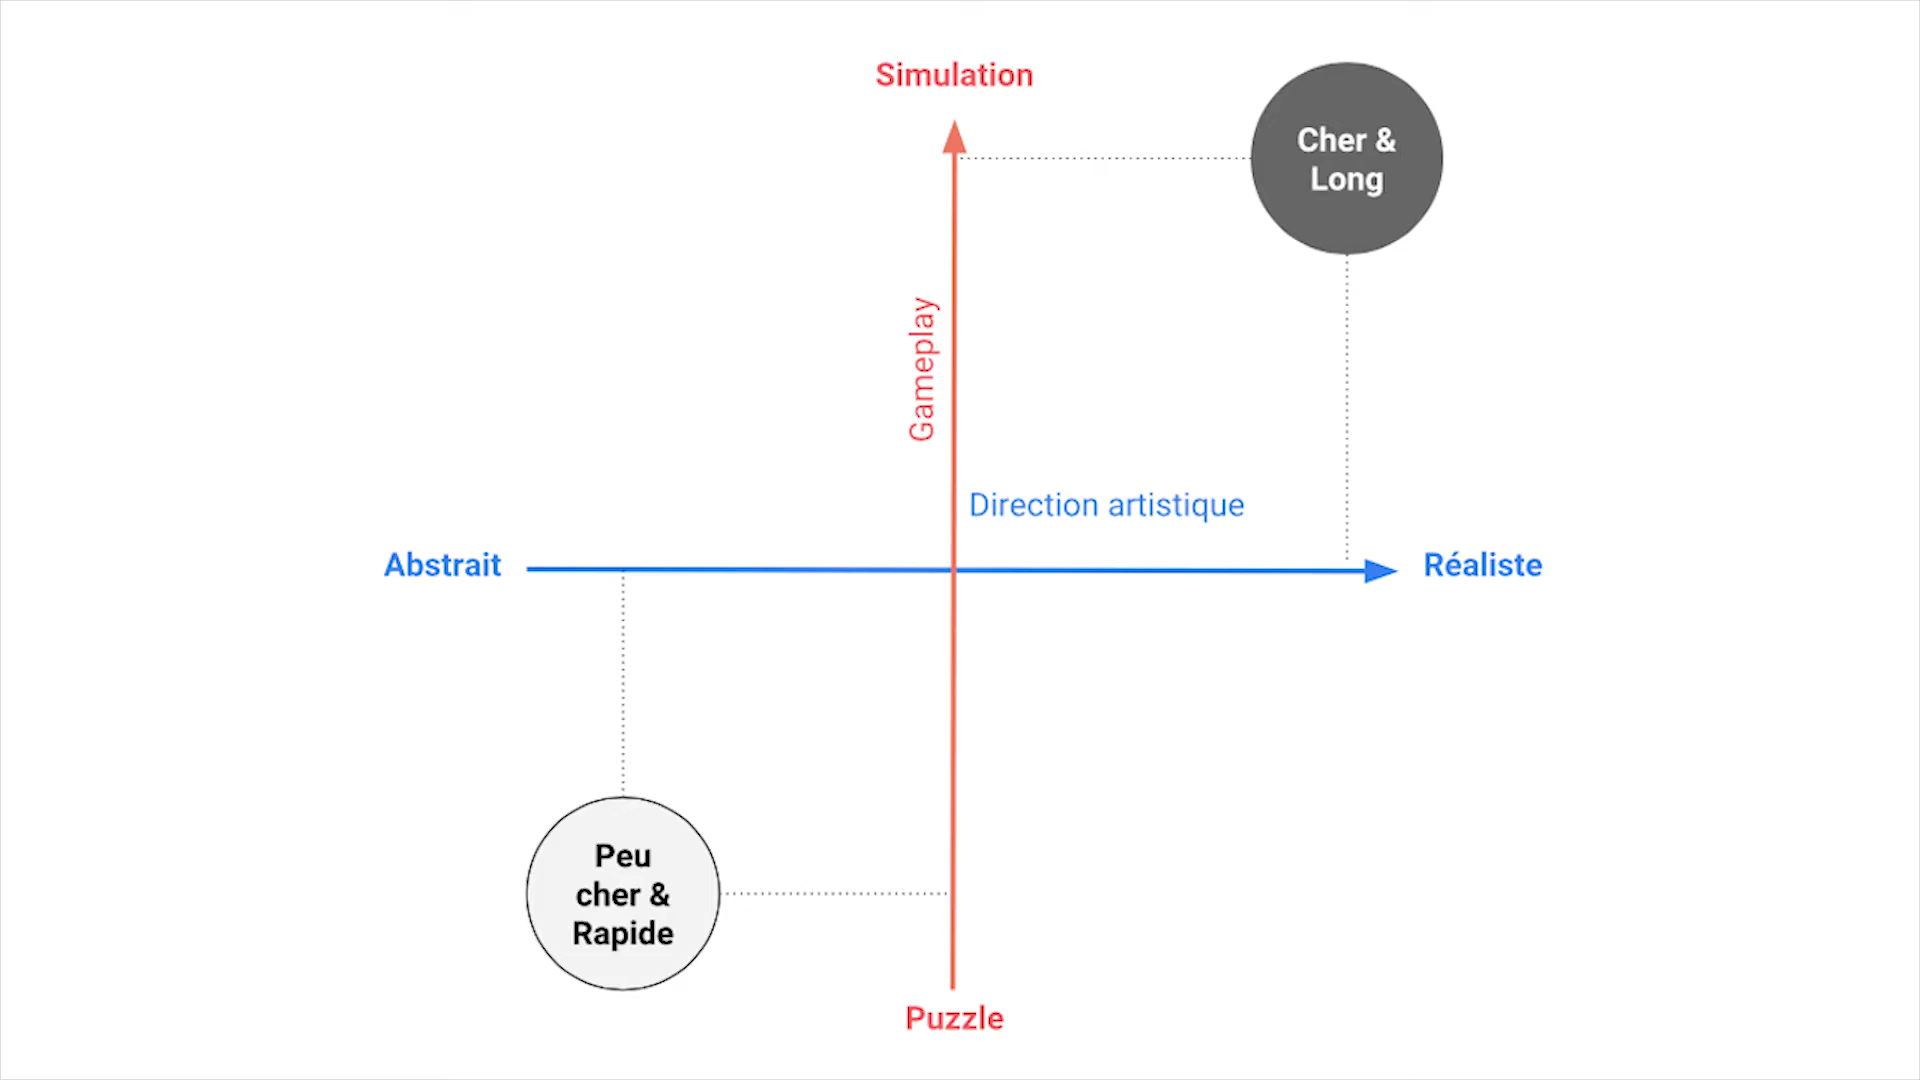 Simulation
Cher &
Long
Gameplay
Direction artistique
Abstrait
Réaliste
Peu
cher &
Rapide
Puzzle